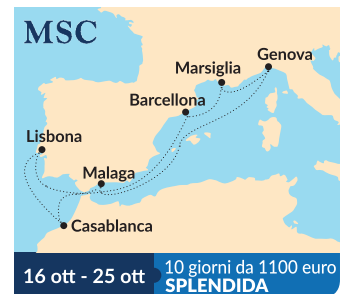 MSC
Genova
Marsiglia
Barcellona
Lisbona
Malaga
Casablanca
16 ott - 25 ott
10 giorni da 1100 euro
SPLENDIDA